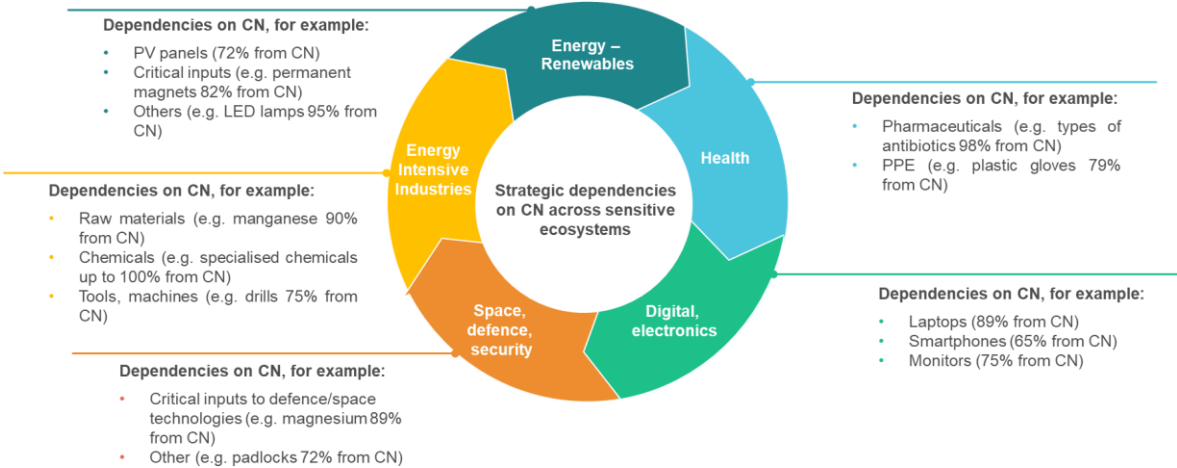 Dependencies on CN, for example:
• PV panels (72% from CN)
• Critical inputs (e.g. permanent
magnets 82% from CN)
• Others (e.g. LED lamps 95% from
CN)
Energy –
Renewables
Dependencies on CN, for example:
• Pharmaceuticals (e.g. types of
antibiotics 98% from CN)
• PPE (e.g. plastic gloves 79%
from CN)
Health
Energy
Intensive
Industries
Strategic dependencies
on CN across sensitive
ecosystems
Dependencies on CN, for example:
• Raw materials (e.g. manganese 90%
from CN)
• Chemicals (e.g. specialised chemicals
up to 100% from CN)
• Tools, machines (e.g. drills 75% from
CN)
Space,
defence,
security
Digital,
electronics
Dependencies on CN, for example:
• Laptops (89% from CN)
• Smartphones (65% from CN)
• Monitors (75% from CN)
Dependencies on CN, for example:
• Critical inputs to defence/space
technologies (e.g. magnesium 89%
from CN)
• Other (e.g. padlocks 72% from CN)